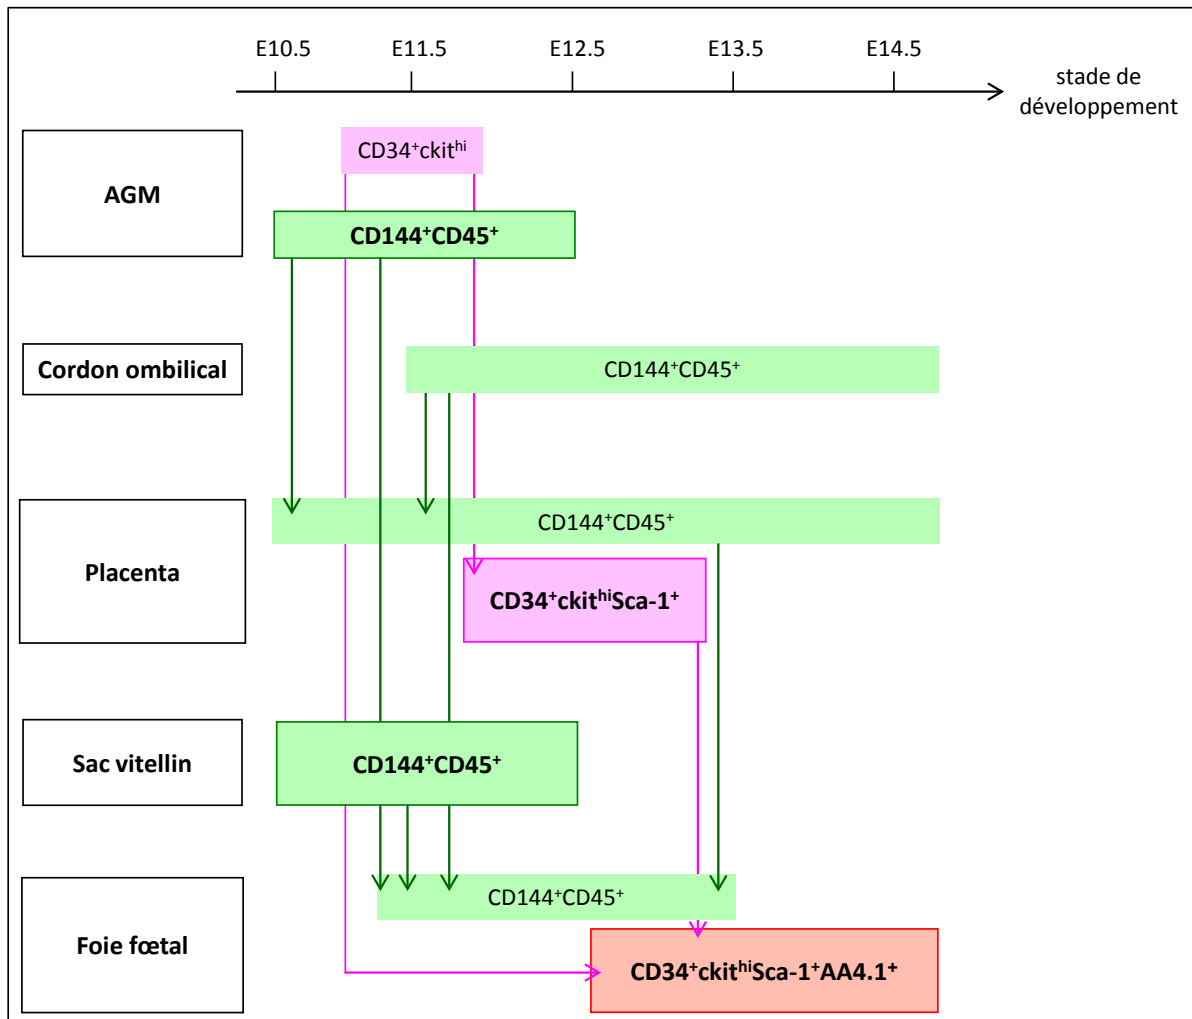 E10.5 E11.5 E12.5 E13.5 E14.5
stade de
développement
AGM
CD34⁺ckitʰⁱ
CD144⁺CD45⁺
Cordon ombilical
CD144⁺CD45⁺
Placenta
CD144⁺CD45⁺
CD34⁺ckitʰⁱSca-1⁺
Sac vitellin
CD144⁺CD45⁺
Foie fœtal
CD144⁺CD45⁺
CD34⁺ckitʰⁱSca-1⁺AA4.1⁺